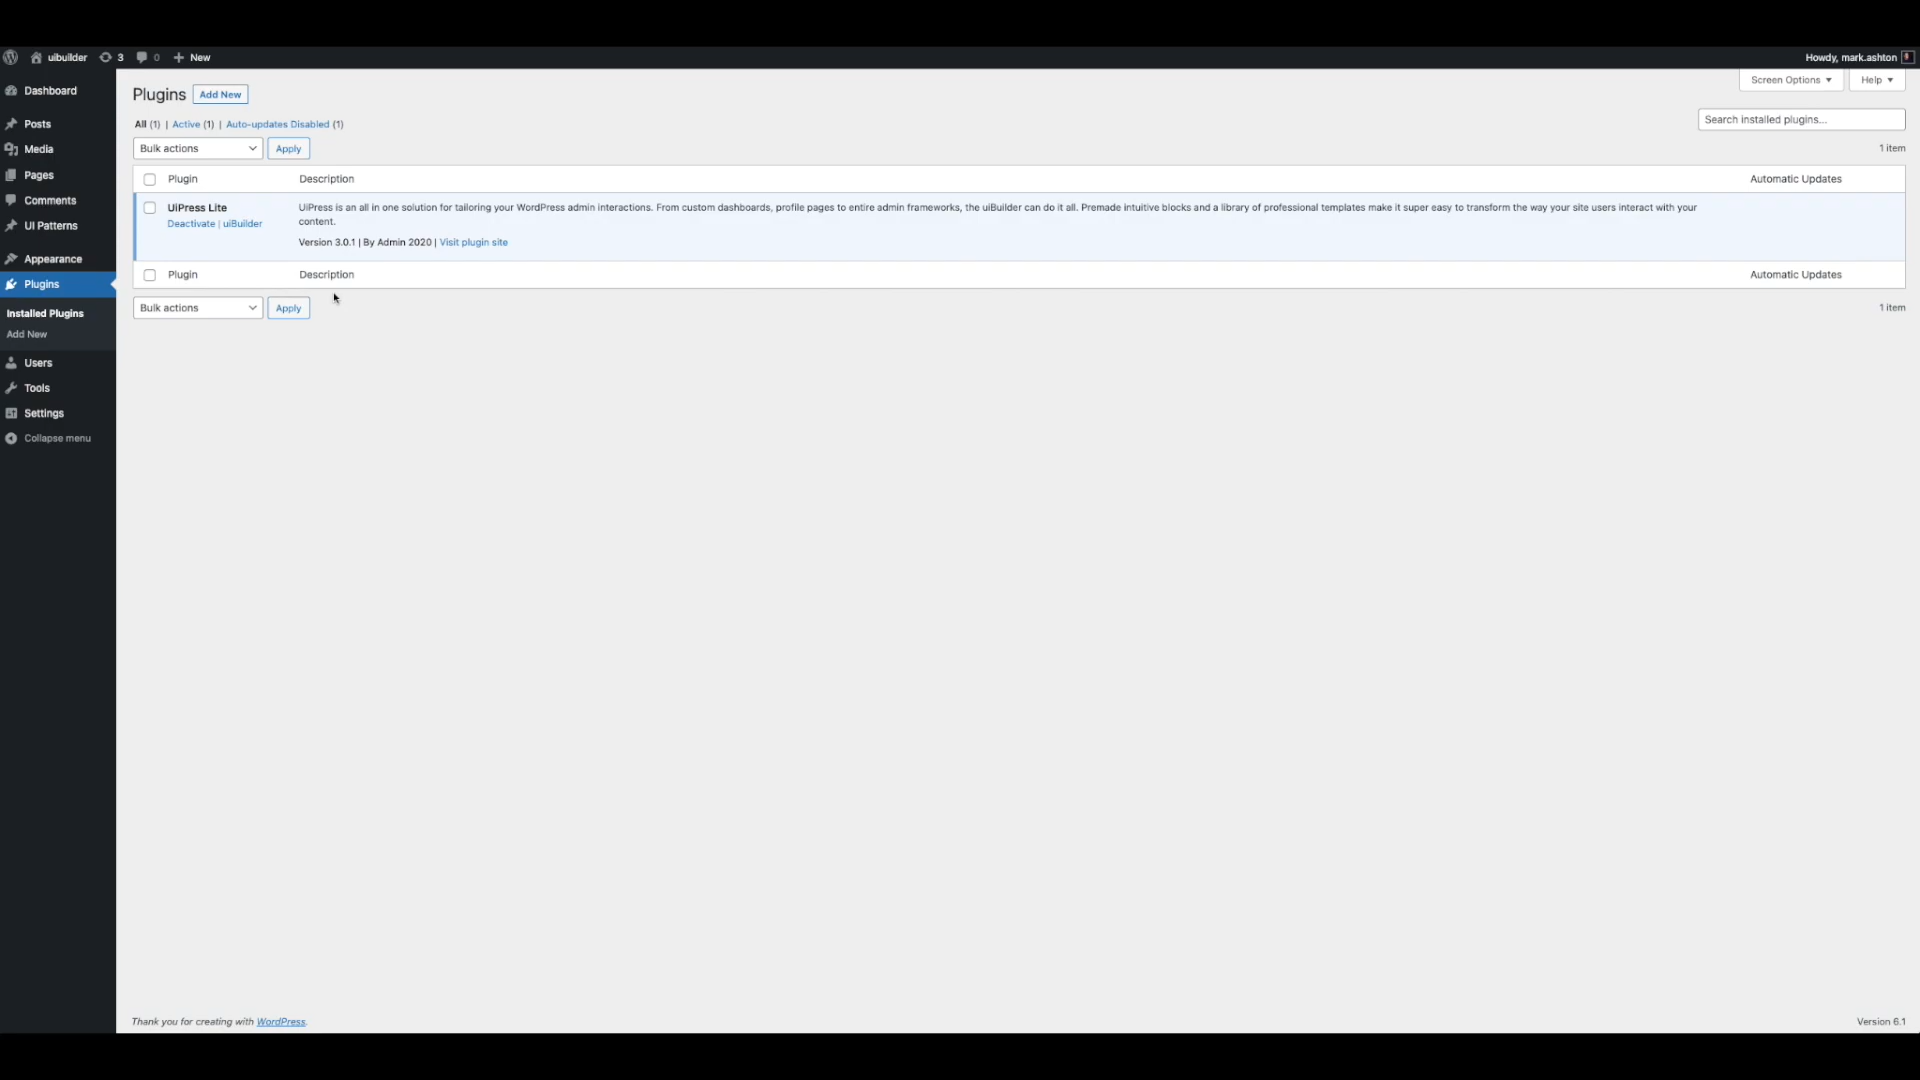 uibuilder 3 0 New
Howdy, mark.ashton
Dashboard
Posts
Media
Pages
Comments
UI Patterns
Appearance
Plugins
Installed Plugins
Add New
Users
Tools
Settings
Collapse menu
Screen Options
Help
Plugins Add New
All (1) | Active (1) | Auto-updates Disabled (1)
Search installed plugins...
Bulk actions Apply
1 item
Plugin Description Automatic Updates
UiPress Lite
Deactivate | uiBuilder
UiPress is an all in one solution for tailoring your WordPress admin interactions. From custom dashboards, profile pages to entire admin frameworks, the uiBuilder can do it all. Premade intuitive blocks and a library of professional templates make it super easy to transform the way your site users interact with your
content.
Version 3.0.1 | By Admin 2020 | Visit plugin site
Plugin Description Automatic Updates
Bulk actions Apply
1 item
Thank you for creating with WordPress.
Version 6.1